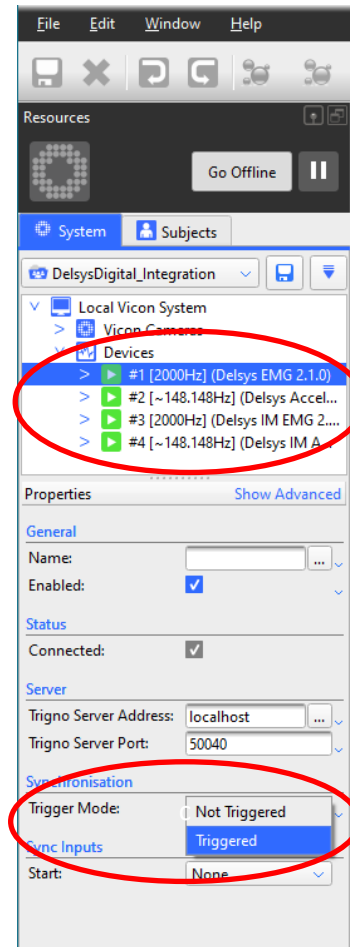 File Edit Window Help
Resources
Go Offline
System Subjects
DelsysDigital_Integration
Local Vicon System
Vicon Cameras
Devices
#1 [2000Hz] (Delsys EMG 2.1.0)
#2 [~148.148Hz] (Delsys Accel...
#3 [2000Hz] (Delsys IM EMG 2....
#4 [~148.148Hz] (Delsys IM A...
Properties Show Advanced
General
Name: ...
Enabled:
Status
Connected:
Server
Trigno Server Address: localhost ...
Trigno Server Port: 50040
Synchronisation
Trigger Mode: Not Triggered
Triggered
Sync Inputs
Start: None